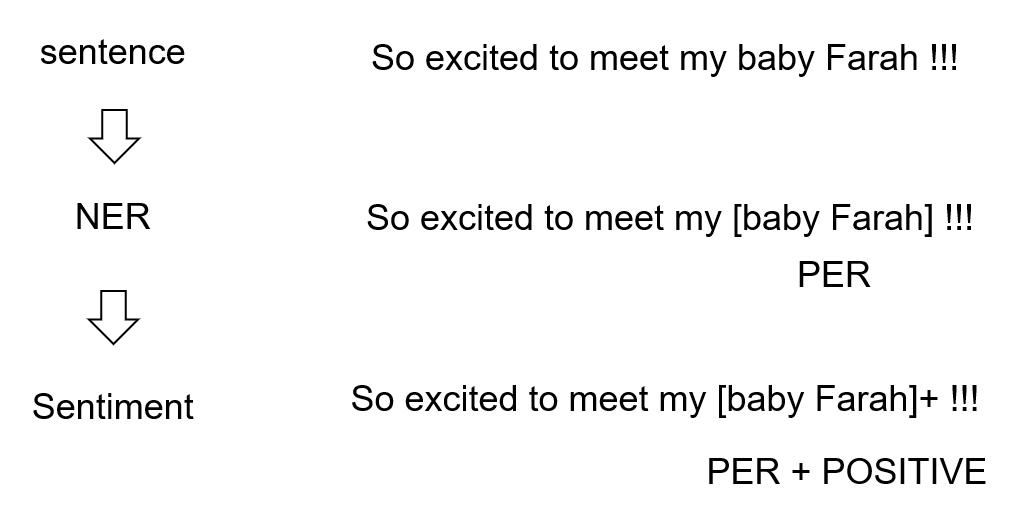 sentence
So excited to meet my baby Farah !!!
NER
So excited to meet my [baby Farah] !!!
PER
Sentiment
So excited to meet my [baby Farah]+ !!!
PER + POSITIVE